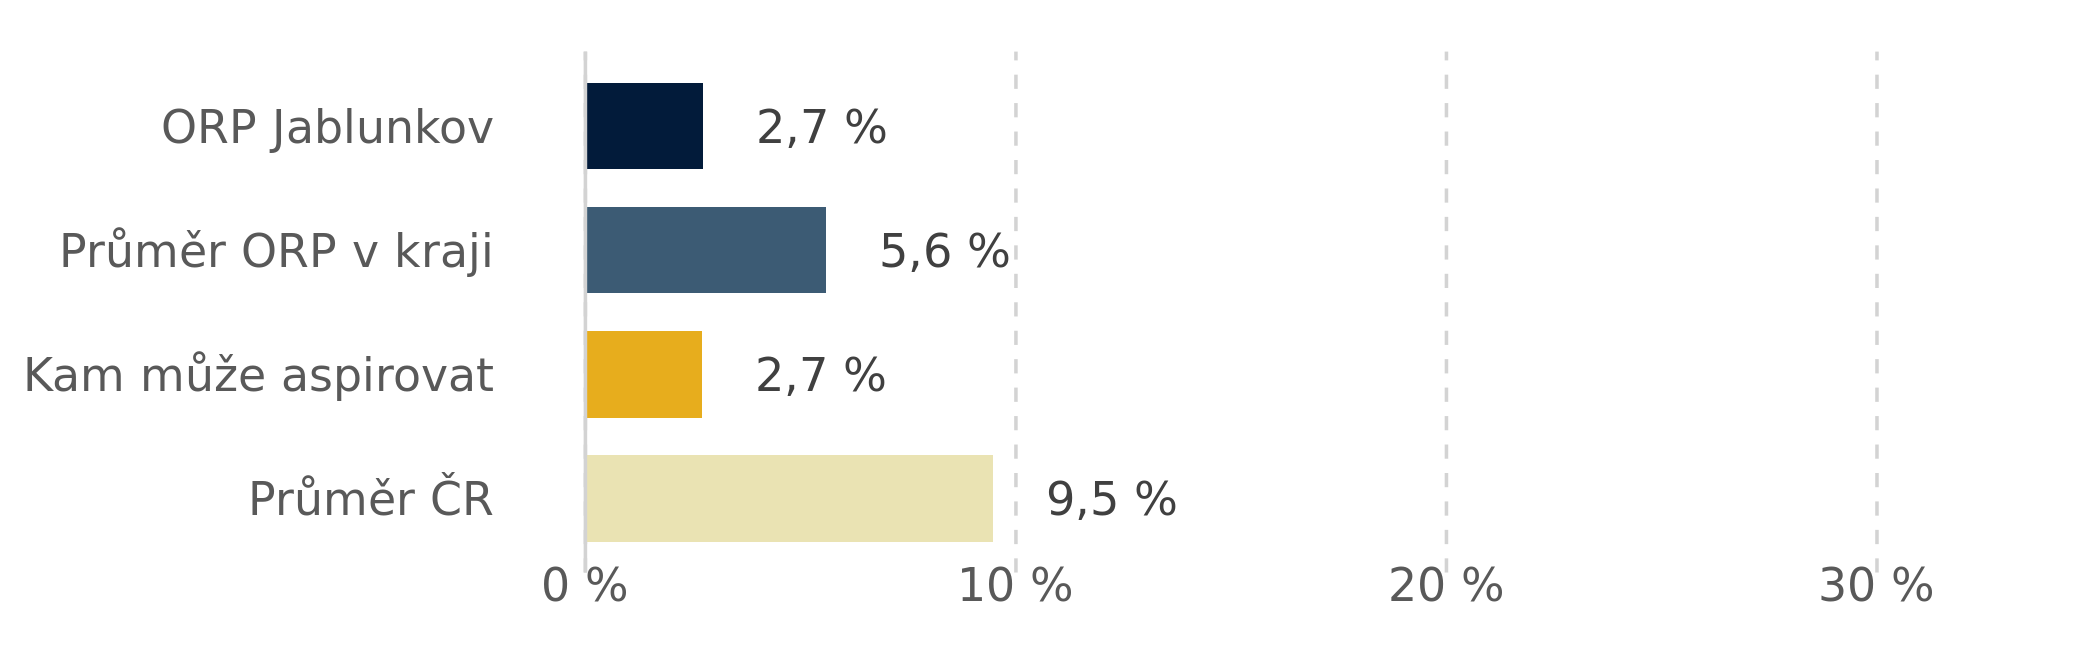 ORP Jablunkov 2,7 %
Průměr ORP v kraji 5,6 %
Kam může aspirovat 2,7 %
Průměr ČR 9,5 %
0 % 10 % 20 % 30 %